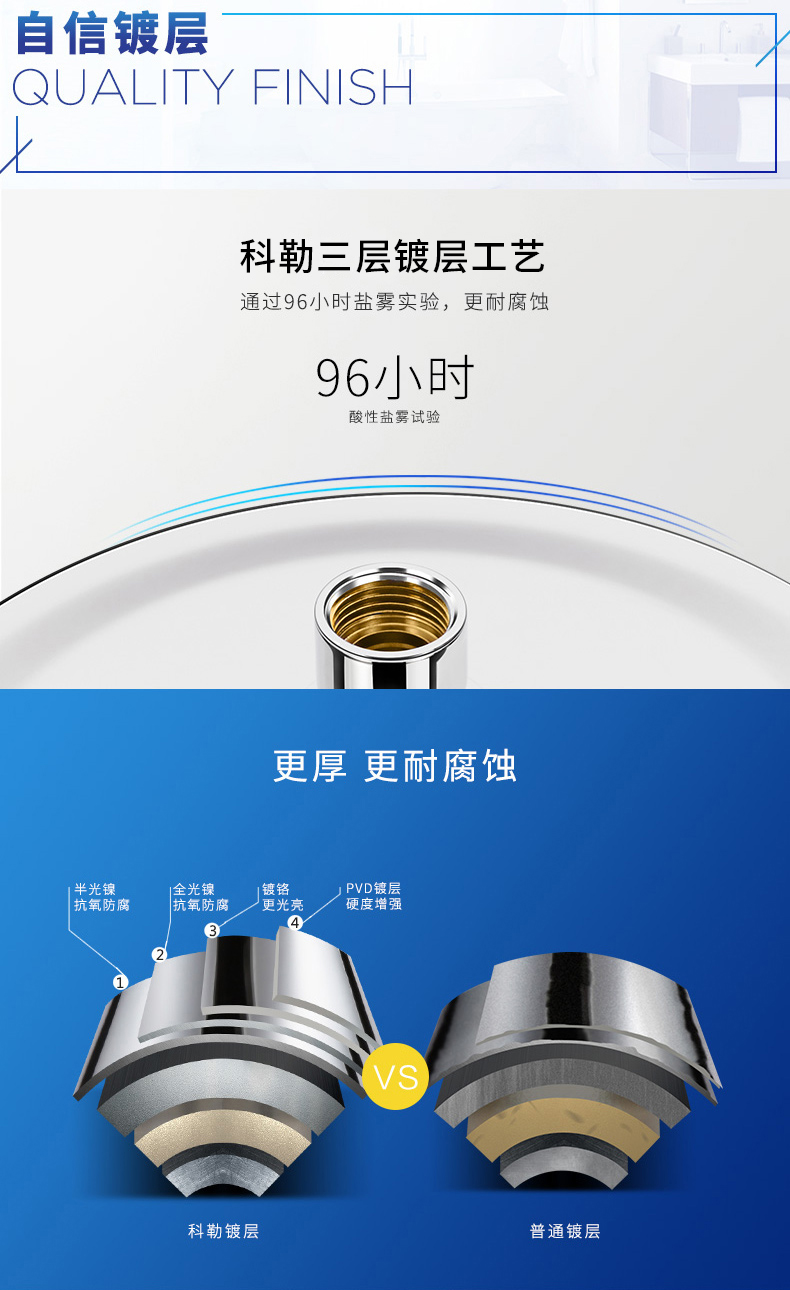 自信镀层
QUALITY FINISH
科勒三层镀层工艺
通过96小时盐雾实验，更耐腐蚀
96小时
酸性盐雾试验
更厚 更耐腐蚀
半光镍
抗氧防腐
全光镍
抗氧防腐
镀铬
更光亮
PVD镀层
硬度增强
1
2
3
4
VS
科勒镀层
普通镀层